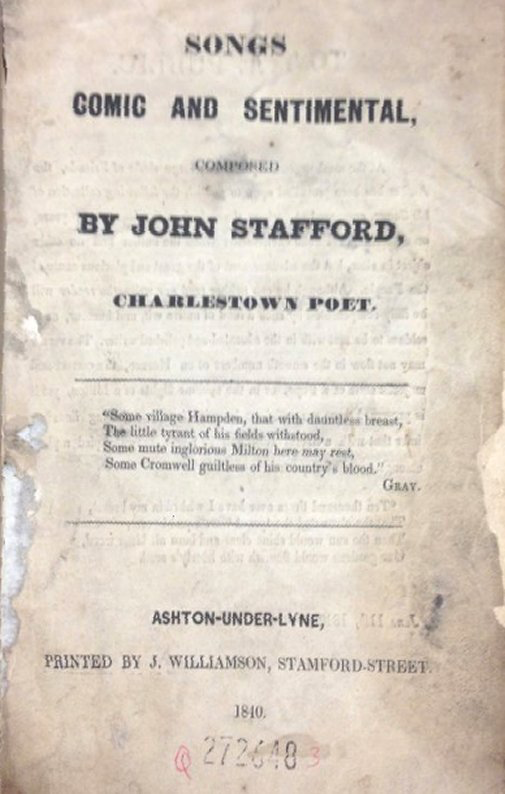 SONGS
COMIC AND SENTIMENTAL,
COMPOSED
BY JOHN STAFFORD,
CHARLESTOWN POET.
"Some village Hampden, that with dauntless breast,
The little tyrant of his fields withstood,
Some mute inglorious Milton here may rest,
Some Cromwell guiltless of his country's blood."
GRAY.
ASHTON-UNDER-LYNE,
PRINTED BY J. WILLIAMSON, STAMFORD-STREET.
1840.
Q 272648 3